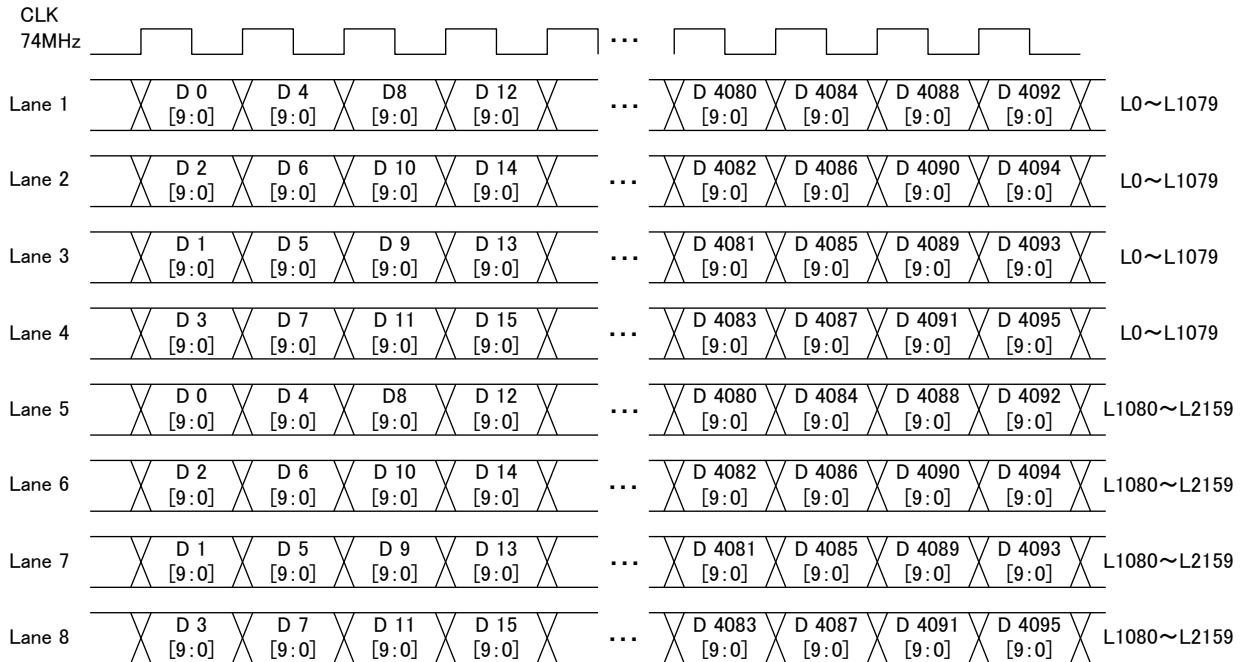 CLK
74MHz
...
Lane 1
D 0 D 4 D8 D 12 ... D 4080 D 4084 D 4088 D 4092
[9:0] [9:0] [9:0] [9:0] [9:0] [9:0] [9:0] [9:0]
L0～L1079
Lane 2
D 2 D 6 D 10 D 14 ... D 4082 D 4086 D 4090 D 4094
[9:0] [9:0] [9:0] [9:0] [9:0] [9:0] [9:0] [9:0]
L0～L1079
Lane 3
D 1 D 5 D 9 D 13 ... D 4081 D 4085 D 4089 D 4093
[9:0] [9:0] [9:0] [9:0] [9:0] [9:0] [9:0] [9:0]
L0～L1079
Lane 4
D 3 D 7 D 11 D 15 ... D 4083 D 4087 D 4091 D 4095
[9:0] [9:0] [9:0] [9:0] [9:0] [9:0] [9:0] [9:0]
L0～L1079
Lane 5
D 0 D 4 D8 D 12 ... D 4080 D 4084 D 4088 D 4092
[9:0] [9:0] [9:0] [9:0] [9:0] [9:0] [9:0] [9:0]
L1080～L2159
Lane 6
D 2 D 6 D 10 D 14 ... D 4082 D 4086 D 4090 D 4094
[9:0] [9:0] [9:0] [9:0] [9:0] [9:0] [9:0] [9:0]
L1080～L2159
Lane 7
D 1 D 5 D 9 D 13 ... D 4081 D 4085 D 4089 D 4093
[9:0] [9:0] [9:0] [9:0] [9:0] [9:0] [9:0] [9:0]
L1080～L2159
Lane 8
D 3 D 7 D 11 D 15 ... D 4083 D 4087 D 4091 D 4095
[9:0] [9:0] [9:0] [9:0] [9:0] [9:0] [9:0] [9:0]
L1080～L2159